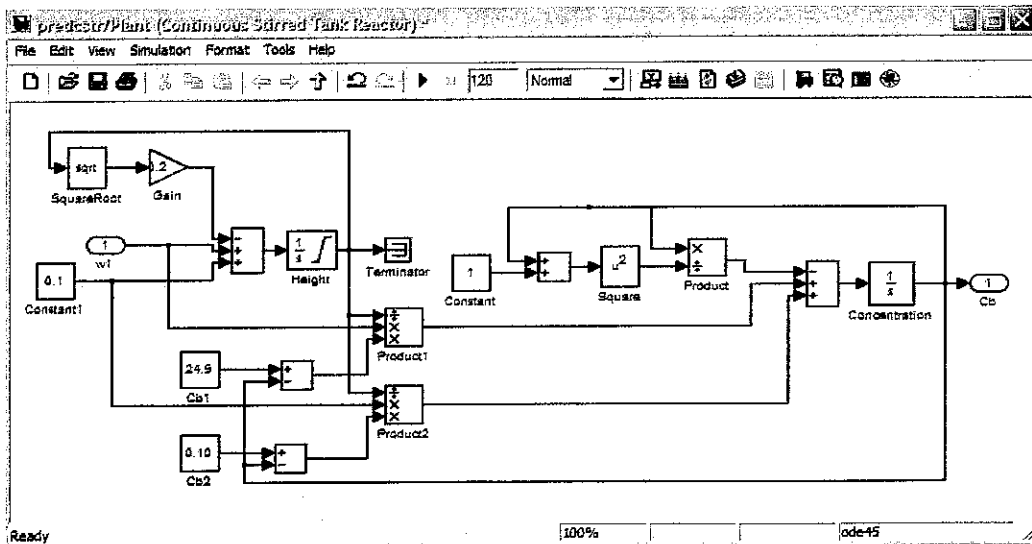 predcstr/Plant (Continuous Stirred Tank Reactor) *
File Edit View Simulation Format Tools Help
120 Normal
sqrt
SquareRoot
.2
Gain
1
w1
0.1
Constant1
1
s
Height
Terminator
1
Constant
u²
Square
Product
1
s
Concentration
1
Cb
24.9
Cb1
Product1
0.10
Cb2
Product2
Ready 100% ode45